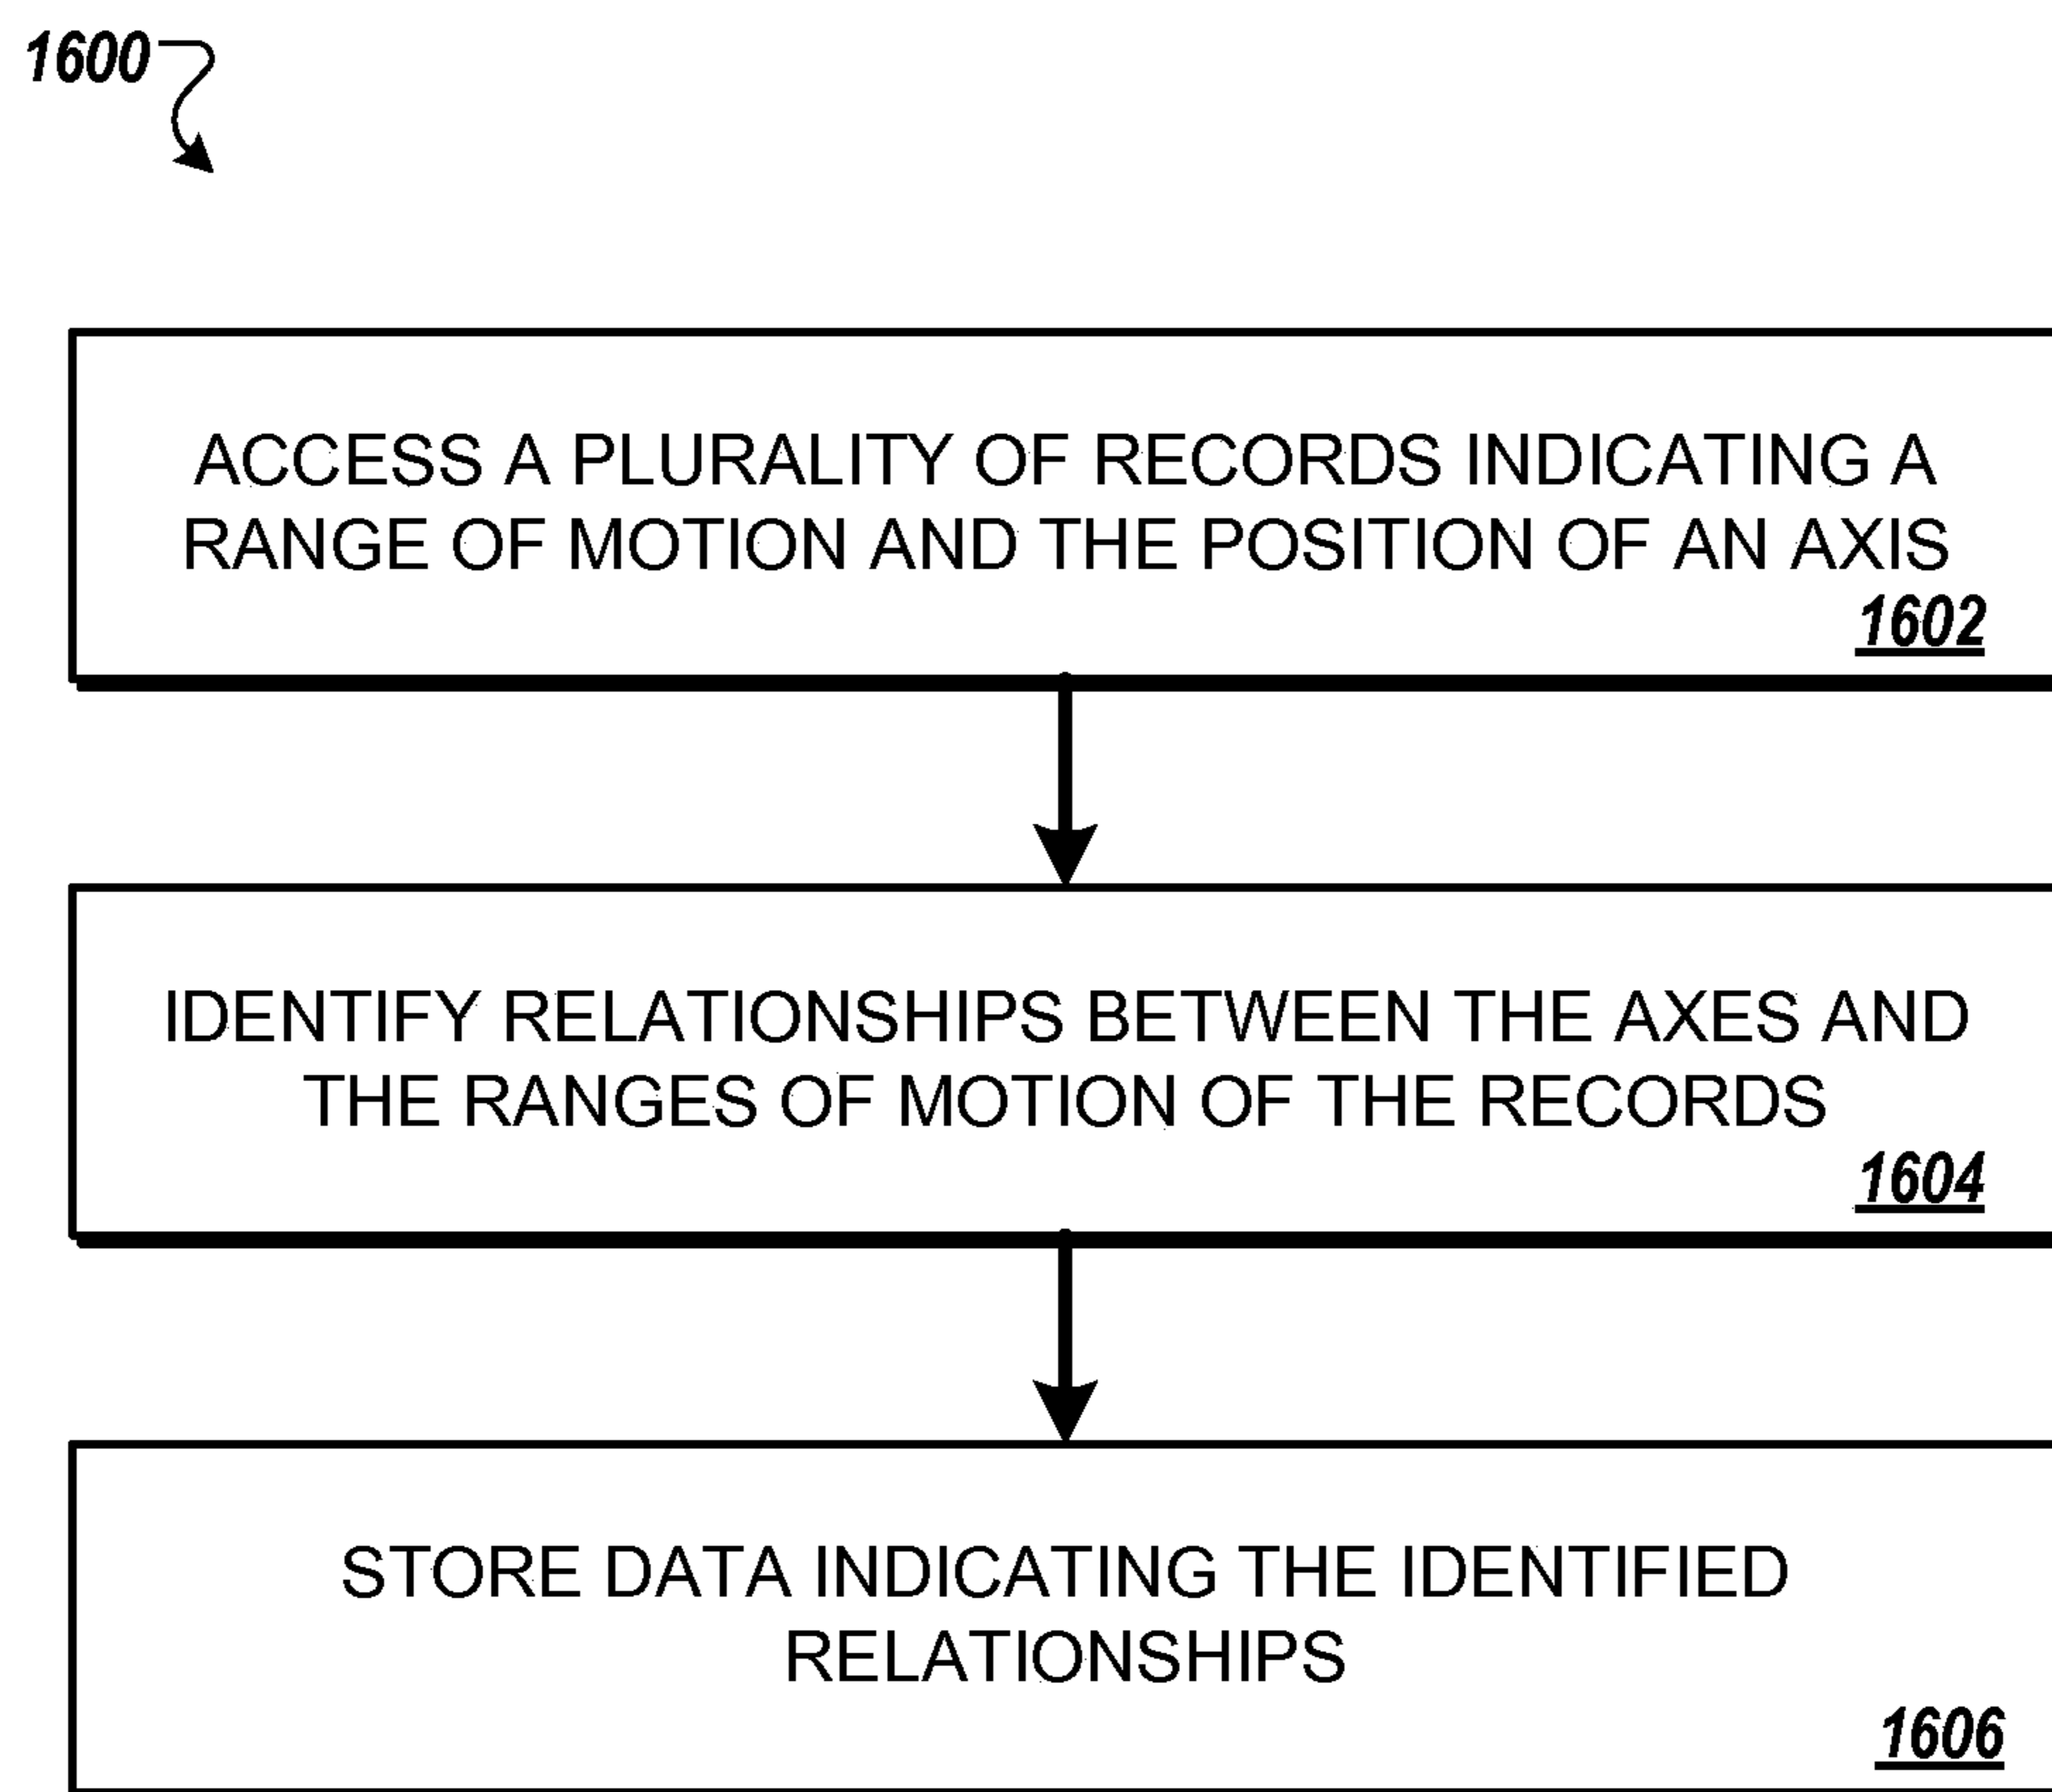 1600
ACCESS A PLURALITY OF RECORDS INDICATING A
RANGE OF MOTION AND THE POSITION OF AN AXIS
1602
IDENTIFY RELATIONSHIPS BETWEEN THE AXES AND
THE RANGES OF MOTION OF THE RECORDS
1604
STORE DATA INDICATING THE IDENTIFIED
RELATIONSHIPS
1606